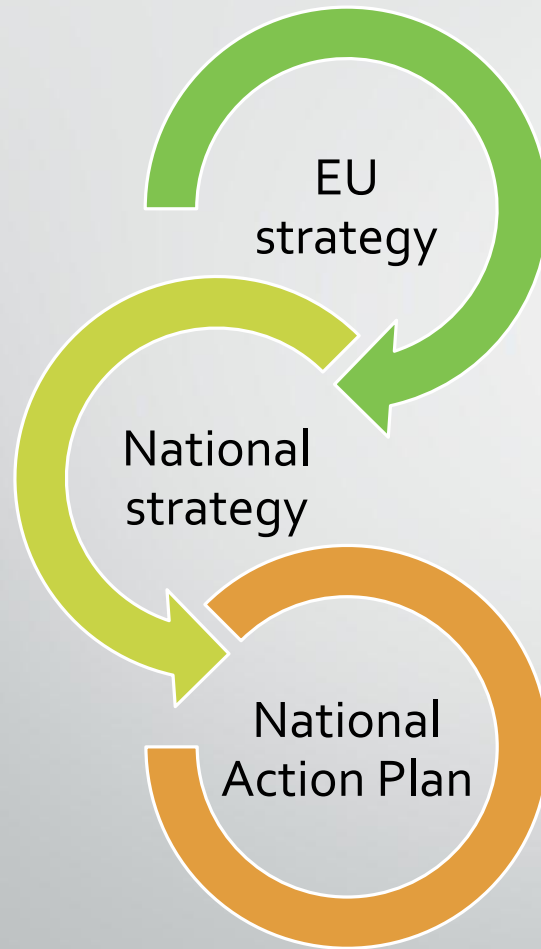 EU
strategy
National
strategy
National
Action Plan